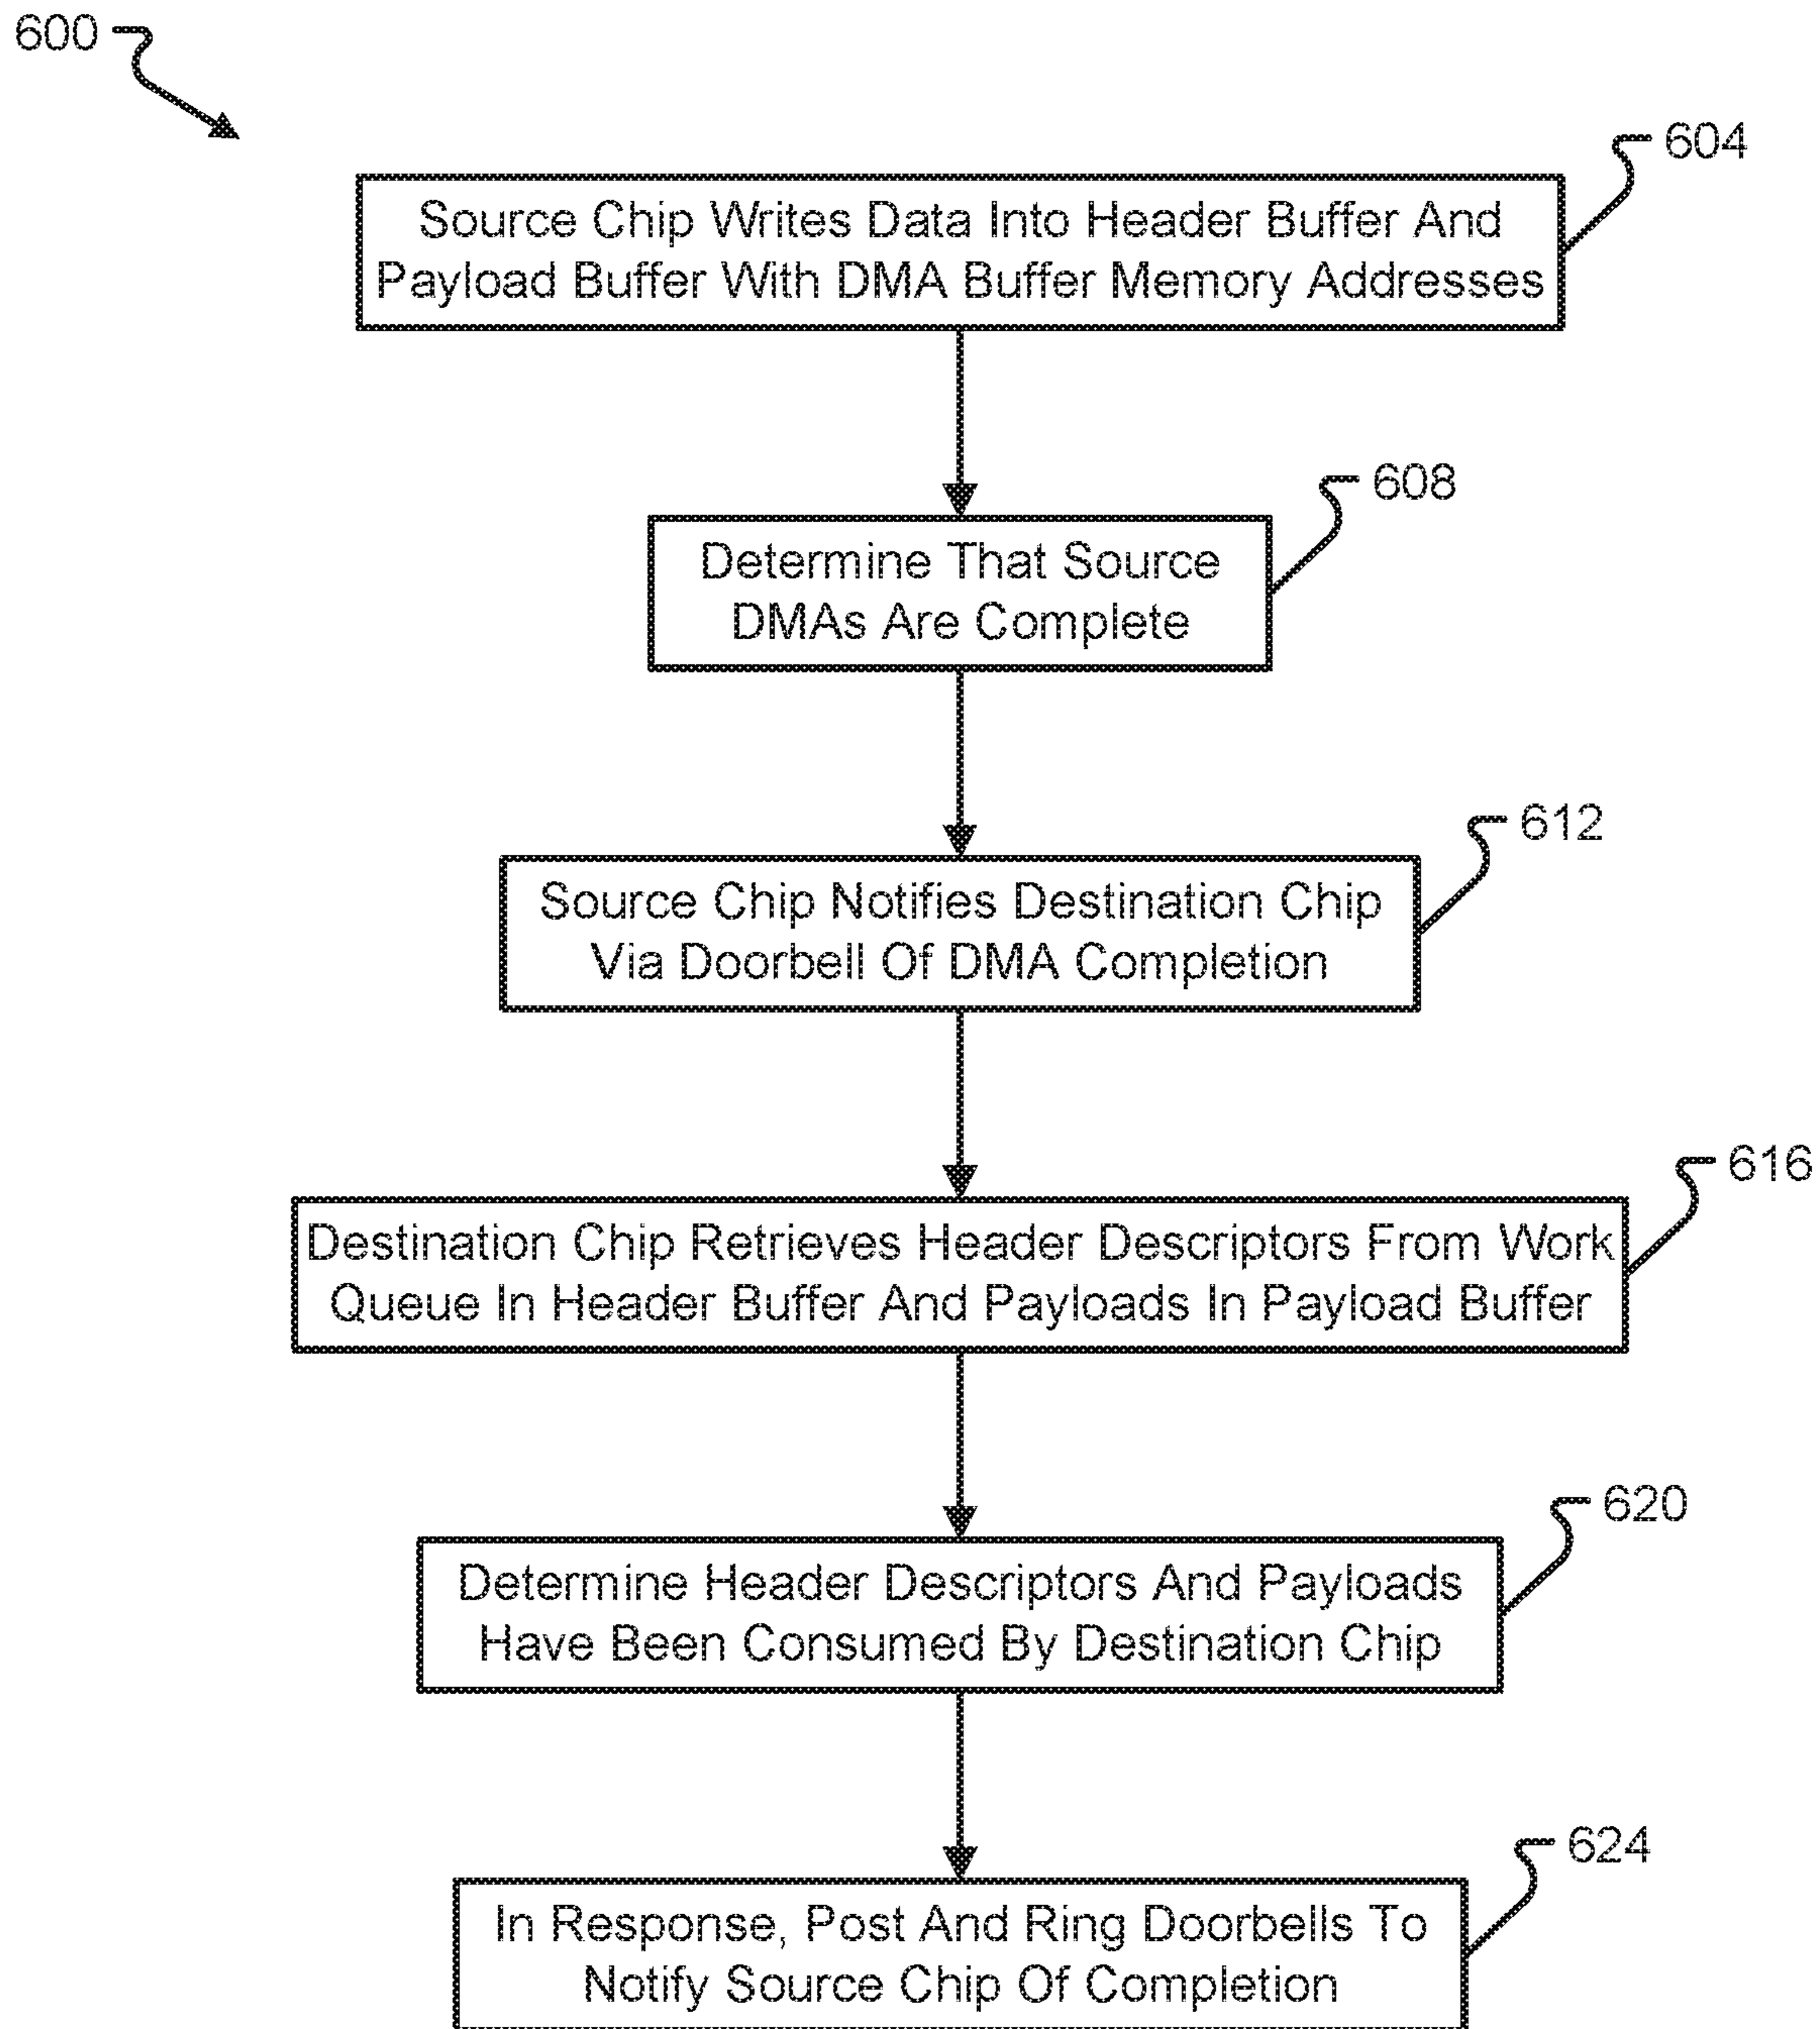 600
604
Source Chip Writes Data Into Header Buffer And
Payload Buffer With DMA Buffer Memory Addresses
608
Determine That Source
DMAs Are Complete
612
Source Chip Notifies Destination Chip
Via Doorbell Of DMA Completion
616
Destination Chip Retrieves Header Descriptors From Work
Queue In Header Buffer And Payloads In Payload Buffer
620
Determine Header Descriptors And Payloads
Have Been Consumed By Destination Chip
624
In Response, Post And Ring Doorbells To
Notify Source Chip Of Completion